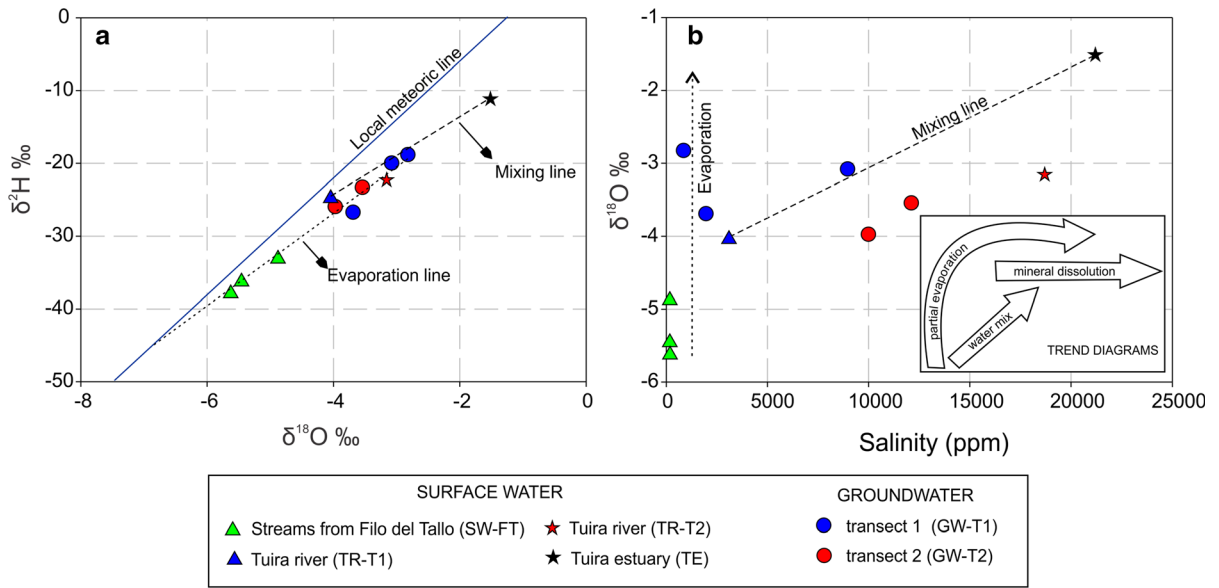 a
0
-10
-20
-30
-40
-50
δ²H ‰
-8
-6
-4
-2
0
δ¹⁸O ‰
Local meteoric line
Mixing line
Evaporation line
b
-1
-2
-3
-4
-5
-6
δ¹⁸O ‰
0
5000
10000
15000
20000
25000
Salinity (ppm)
Evaporation
Mixing line
partial evaporation
mineral dissolution
water mix
TREND DIAGRAMS
SURFACE WATER
Streams from Filo del Tallo (SW-FT)
Tuira river (TR-T1)
Tuira river (TR-T2)
Tuira estuary (TE)
GROUNDWATER
transect 1 (GW-T1)
transect 2 (GW-T2)